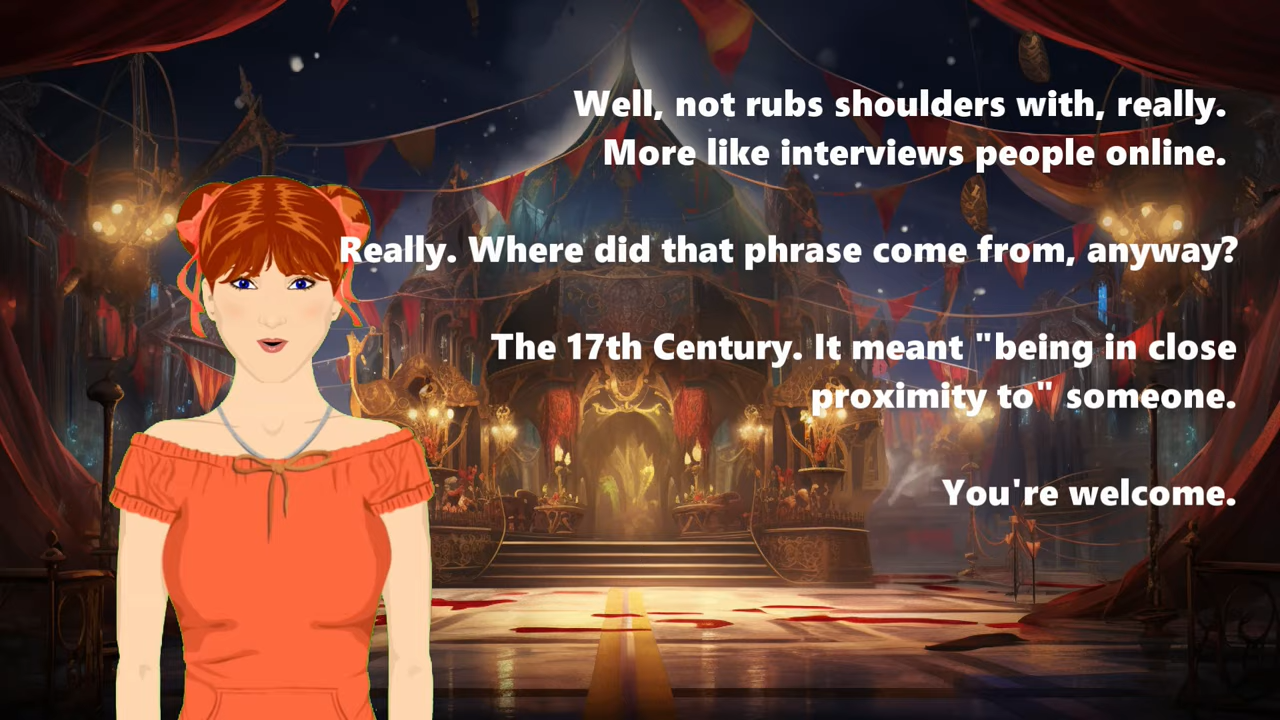 Well, not rubs shoulders with, really.
More like interviews people online.
Really. Where did that phrase come from, anyway?
The 17th Century. It meant "being in close
proximity to" someone.
You're welcome.